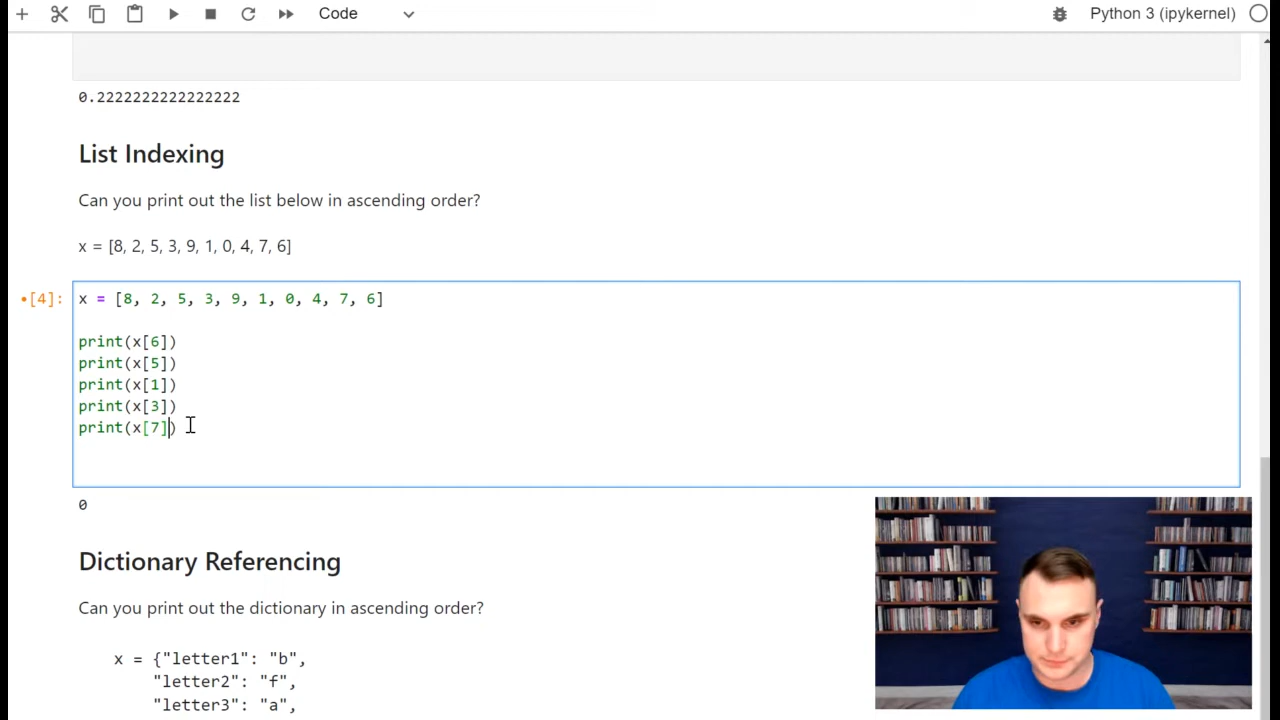 Code
Python 3 (ipykernel)
0.2222222222222222
List Indexing
Can you print out the list below in ascending order?
x = [8, 2, 5, 3, 9, 1, 0, 4, 7, 6]
•[4]:
x = [8, 2, 5, 3, 9, 1, 0, 4, 7, 6]
print(x[6])
print(x[5])
print(x[1])
print(x[3])
print(x[7])
0
Dictionary Referencing
Can you print out the dictionary in ascending order?
x = {"letter1": "b",
"letter2": "f",
"letter3": "a",